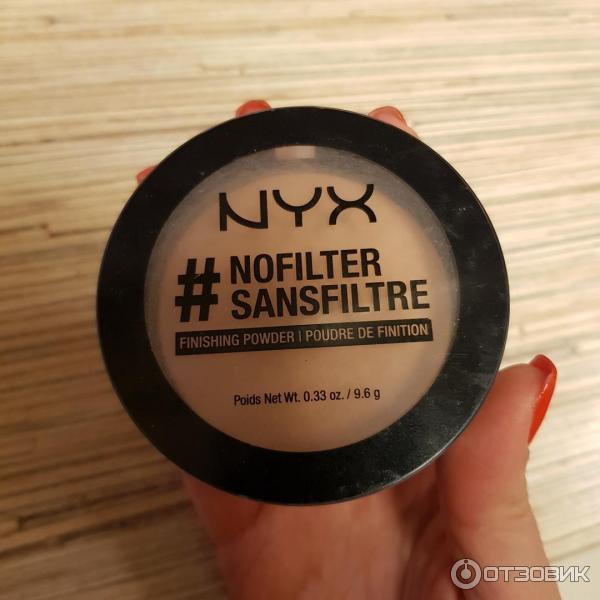 NYX
# NOFILTER
SANSFILTRE
FINISHING POWDER | POUDRE DE FINITION
Poids Net Wt. 0.33 oz. / 9.6 g
ОТЗОВИК